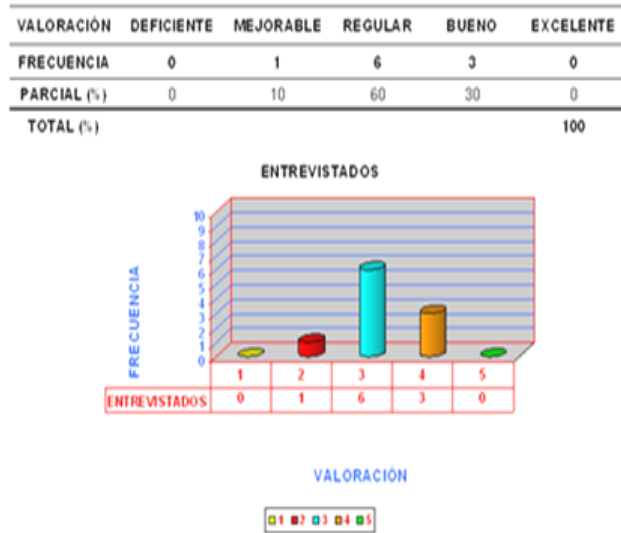 VALORACIÓN DEFICIENTE MEJORABLE REGULAR BUENO EXCELENTE
FRECUENCIA 0 1 6 3 0
PARCIAL (%) 0 10 60 30 0
TOTAL (%) 100
ENTREVISTADOS
10
9
8
7
6
5
4
3
2
1
0
FRECUENCIA
1 2 3 4 5
ENTREVISTADOS 0 1 6 3 0
VALORACIÓN
1 2 3 4 5